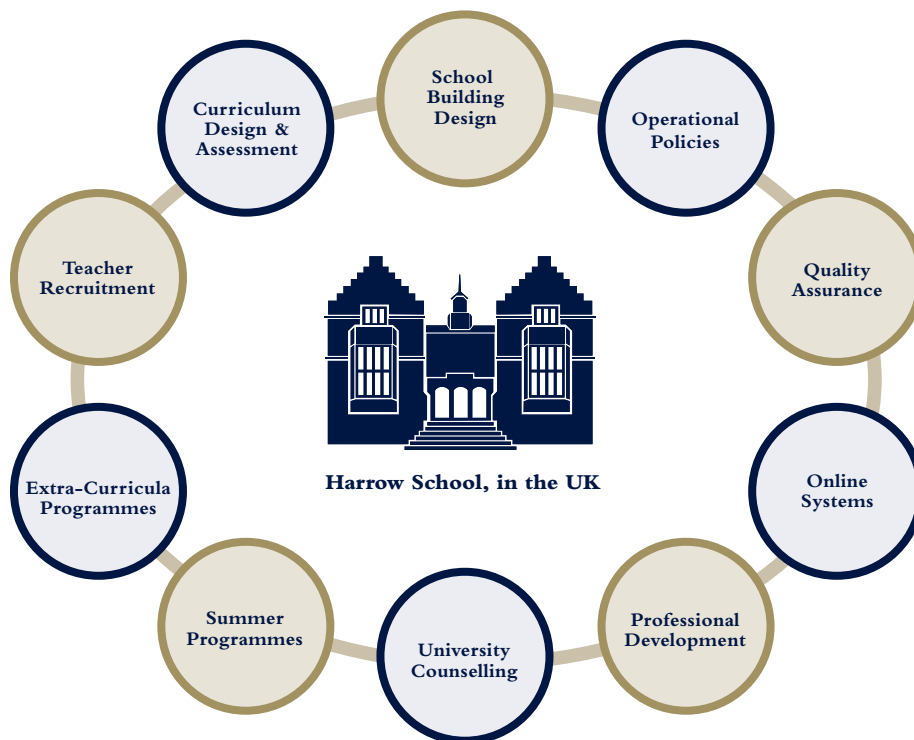 School
Building
Design
Operational
Policies
Quality
Assurance
Online
Systems
Professional
Development
University
Counselling
Summer
Programmes
Extra-Curricula
Programmes
Teacher
Recruitment
Curriculum
Design &
Assessment
Harrow School, in the UK